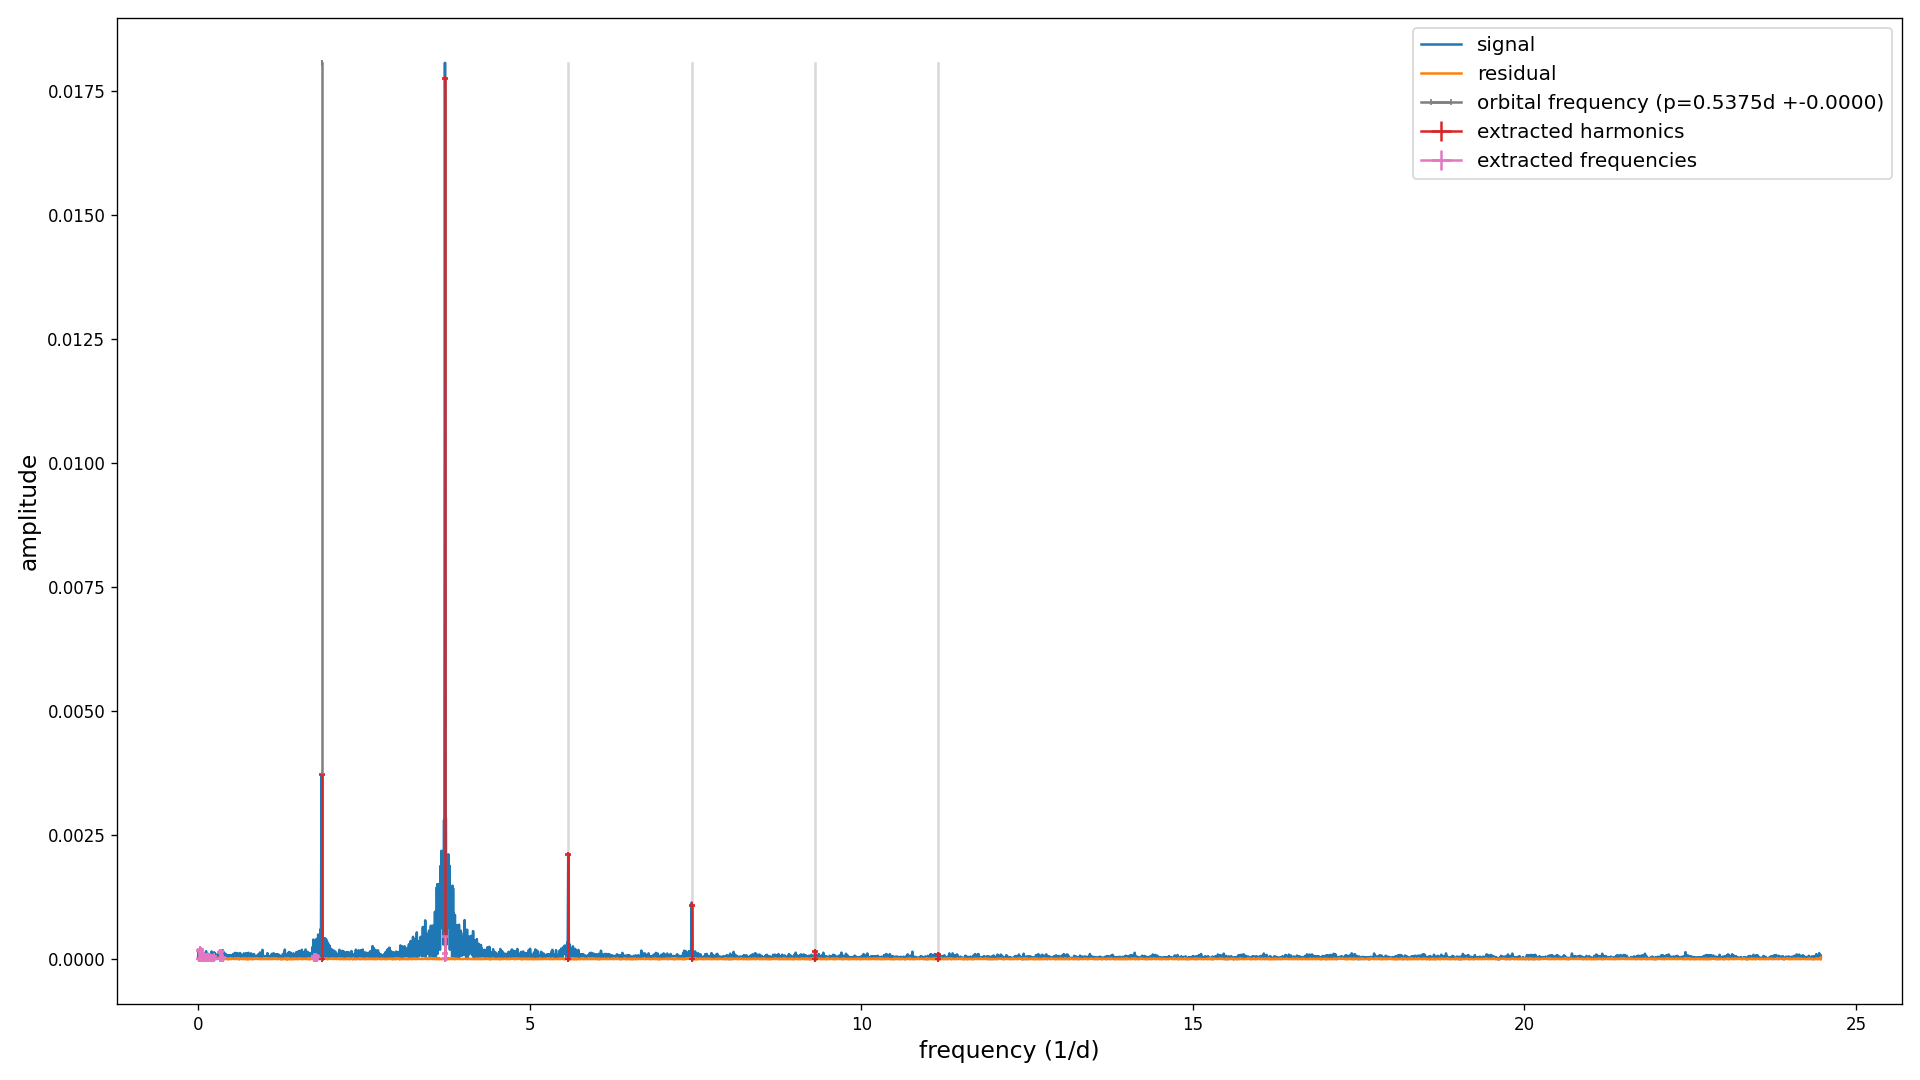 signal
residual
orbital frequency (p=0.5375d +-0.0000)
extracted harmonics
extracted frequencies
amplitude
0.0175
0.0150
0.0125
0.0100
0.0075
0.0050
0.0025
0.0000
0
5
10
15
20
25
frequency (1/d)